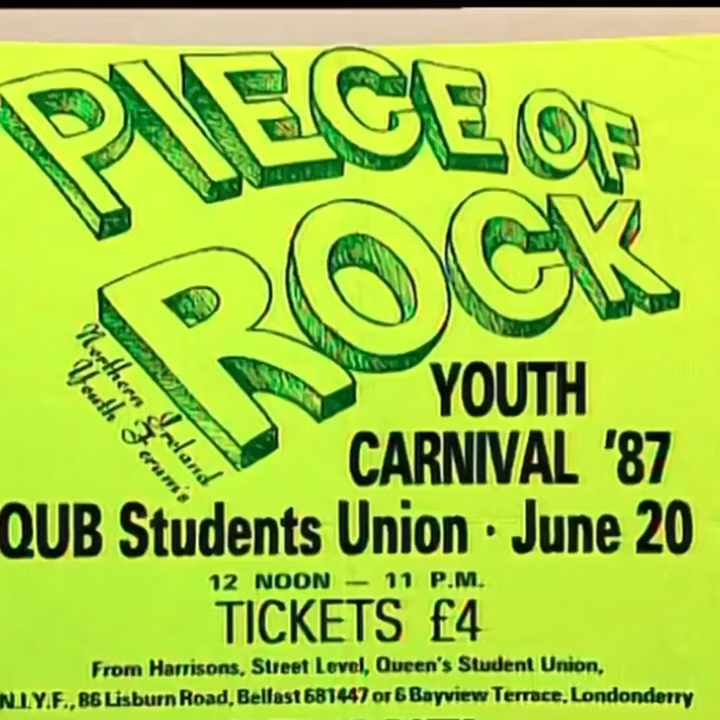 PIECE OF
ROCK
Northern Ireland
Youth Forum's
YOUTH
CARNIVAL '87
QUB Students Union · June 20
12 NOON — 11 P.M.
TICKETS £4
From Harrisons, Street Level, Queen's Student Union,
N.I.Y.F., 86 Lisburn Road, Belfast 681447 or 6 Bayview Terrace, Londonderry